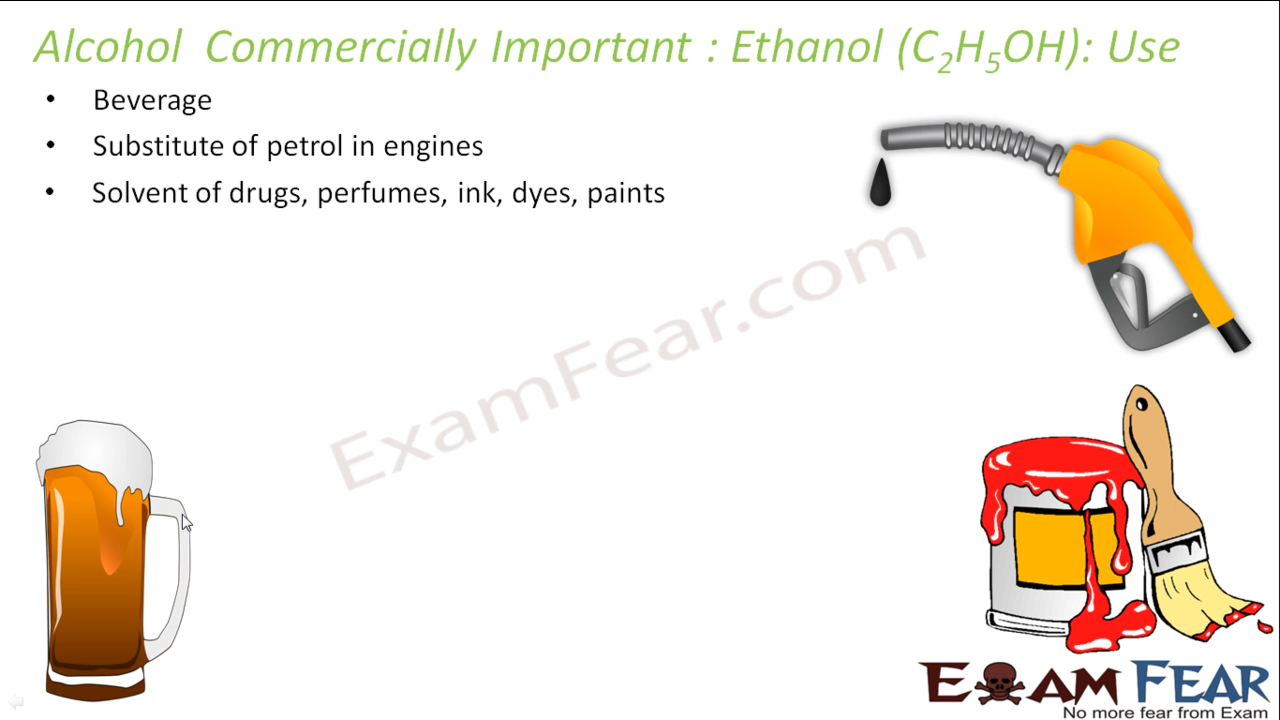 Alcohol Commercially Important : Ethanol (C₂H₅OH): Use
• Beverage
• Substitute of petrol in engines
• Solvent of drugs, perfumes, ink, dyes, paints
ExamFear.com
EXAM FEAR
No more fear from Exam